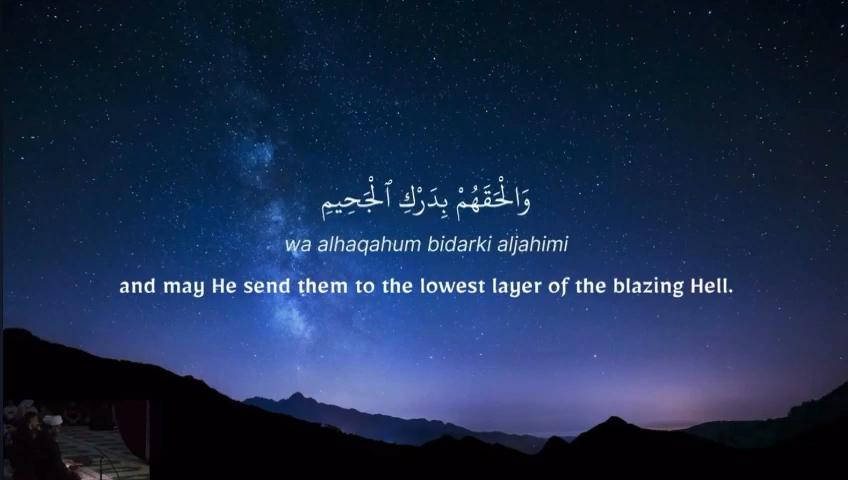 وَالْحَقَهُمْ بِدَرْكِ ٱلْجَحِيمِ
wa alhaqahum bidarki aljahimi
and may He send them to the lowest layer of the blazing Hell.